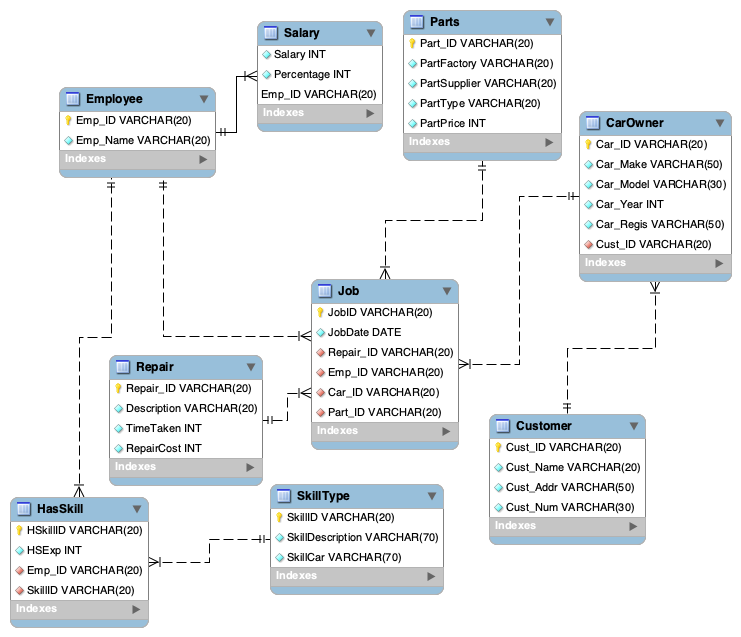 Salary
Salary INT
Percentage INT
Emp_ID VARCHAR(20)
Indexes
Parts
Part_ID VARCHAR(20)
PartFactory VARCHAR(20)
PartSupplier VARCHAR(20)
PartType VARCHAR(20)
PartPrice INT
Indexes
Employee
Emp_ID VARCHAR(20)
Emp_Name VARCHAR(20)
Indexes
CarOwner
Car_ID VARCHAR(20)
Car_Make VARCHAR(50)
Car_Model VARCHAR(30)
Car_Year INT
Car_Regis VARCHAR(50)
Cust_ID VARCHAR(20)
Indexes
Job
JobID VARCHAR(20)
JobDate DATE
Repair_ID VARCHAR(20)
Emp_ID VARCHAR(20)
Car_ID VARCHAR(20)
Part_ID VARCHAR(20)
Indexes
Repair
Repair_ID VARCHAR(20)
Description VARCHAR(20)
TimeTaken INT
RepairCost INT
Indexes
Customer
Cust_ID VARCHAR(20)
Cust_Name VARCHAR(20)
Cust_Addr VARCHAR(50)
Cust_Num VARCHAR(30)
Indexes
HasSkill
HSkillID VARCHAR(20)
HSExp INT
Emp_ID VARCHAR(20)
SkillID VARCHAR(20)
Indexes
SkillType
SkillID VARCHAR(20)
SkillDescription VARCHAR(70)
SkillCar VARCHAR(70)
Indexes